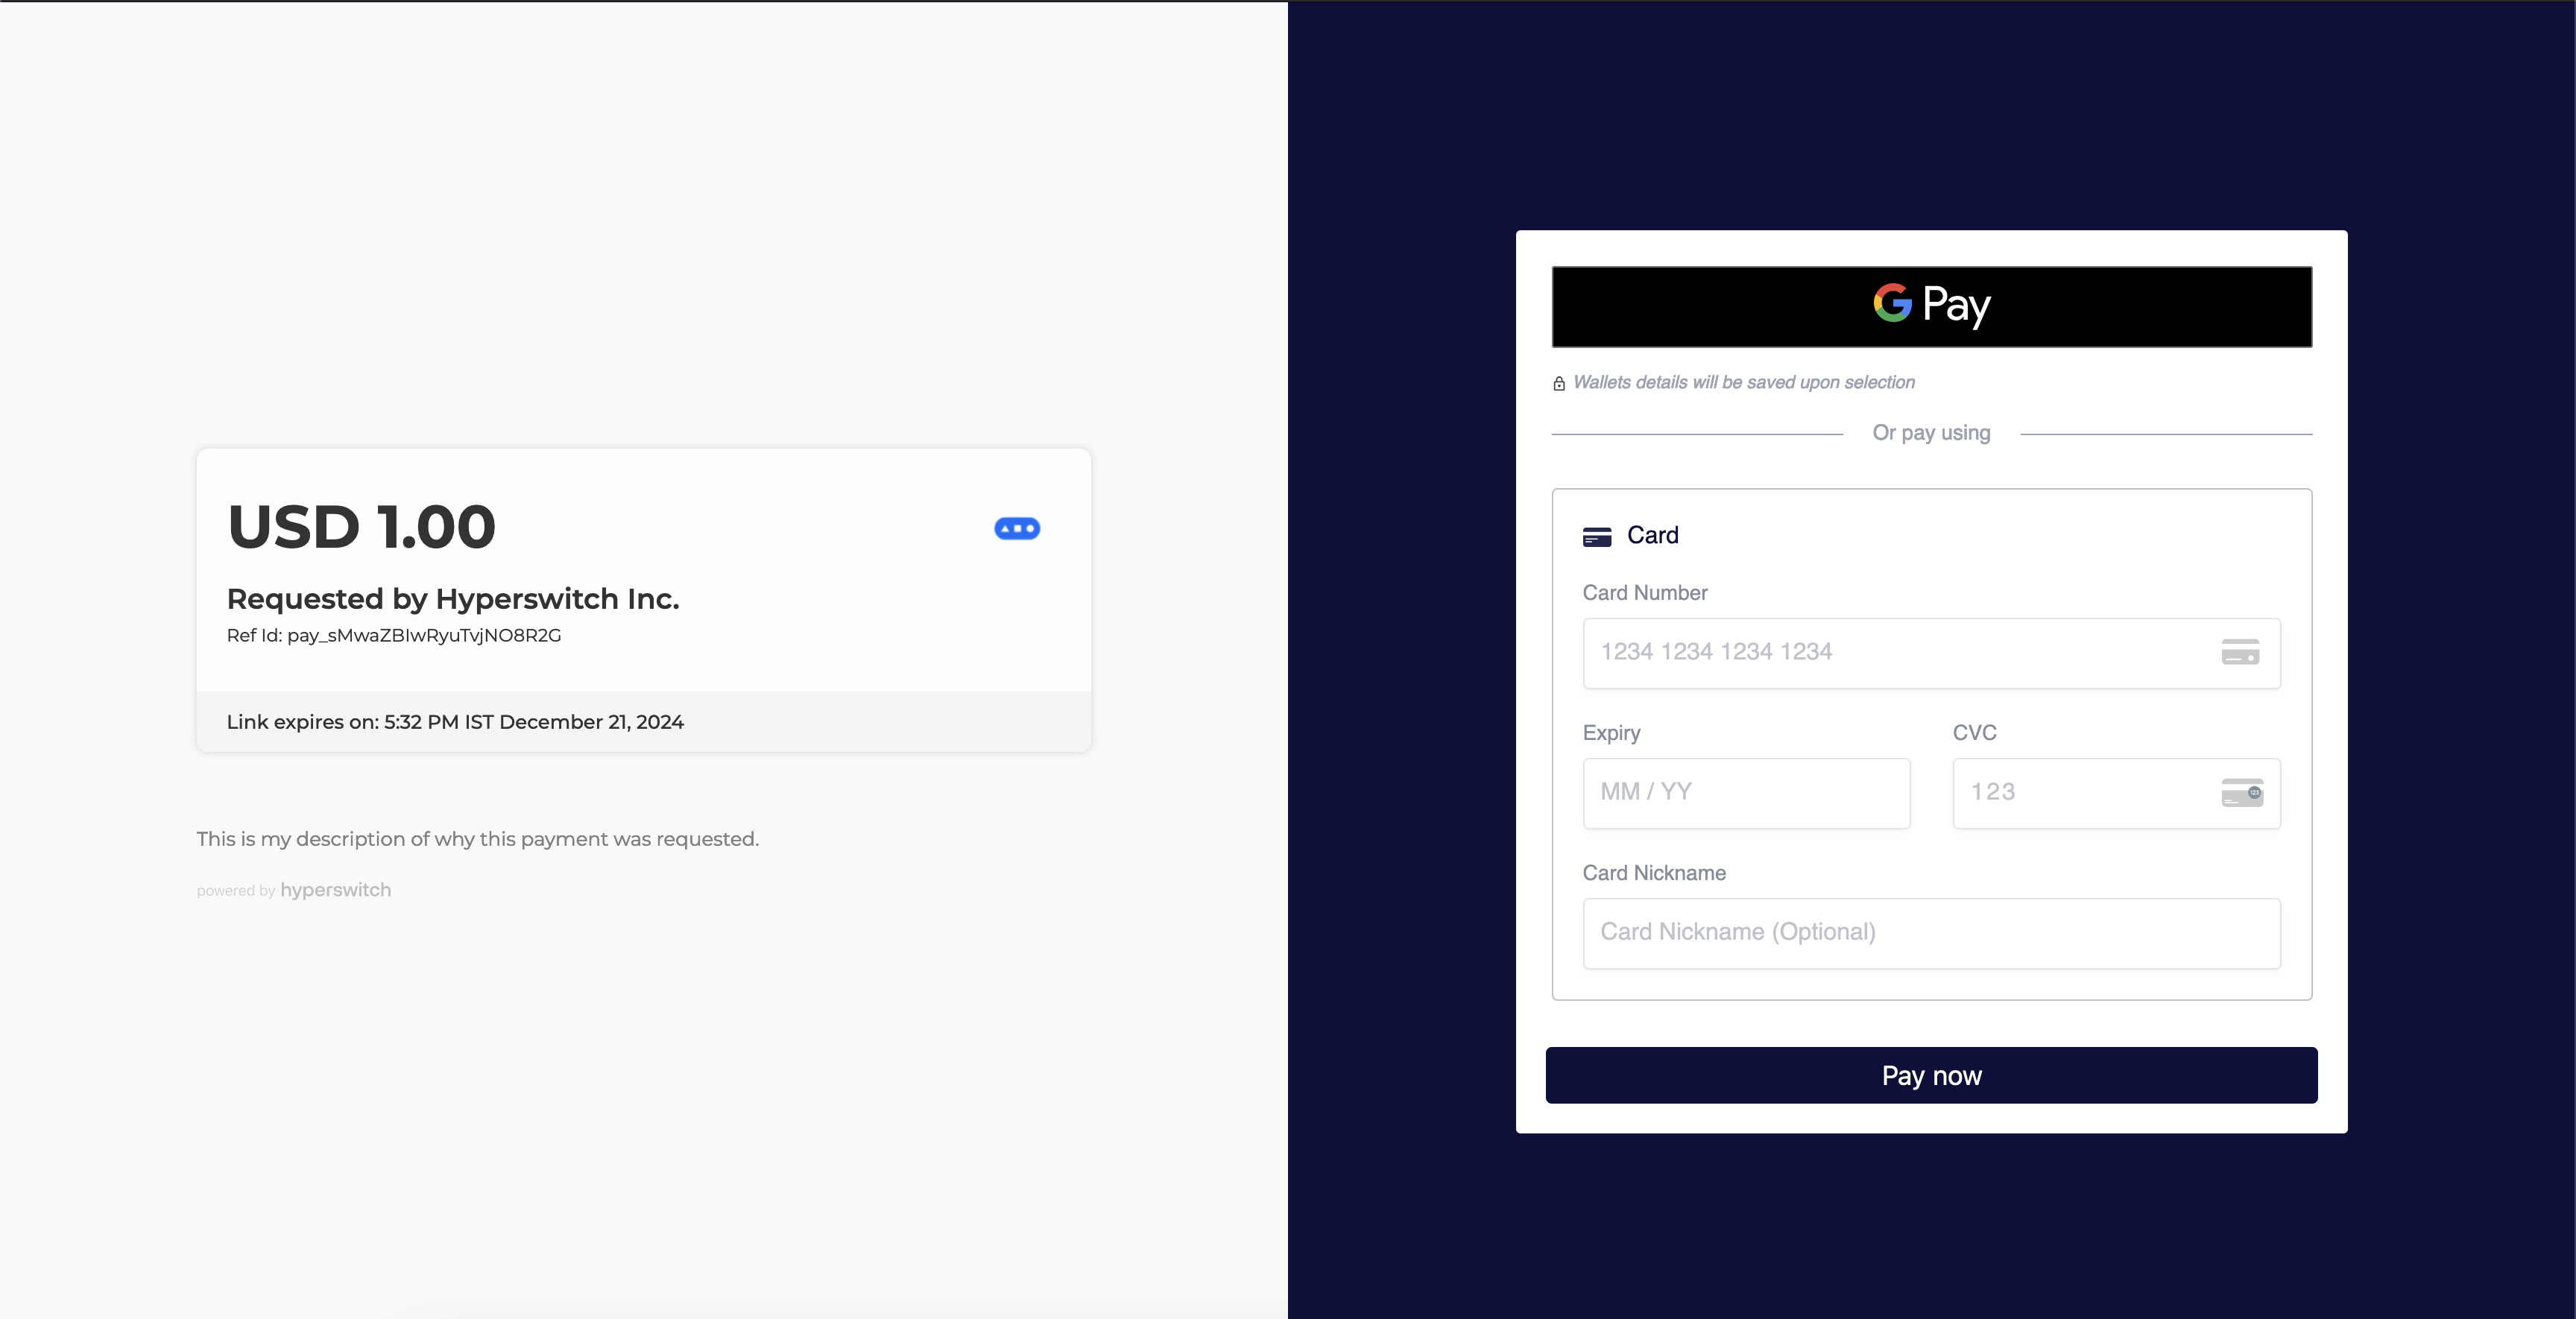 USD 1.00
Requested by Hyperswitch Inc.
Ref Id: pay_sMwaZBIwRyuTvjNO8R2G
Link expires on: 5:32 PM IST December 21, 2024
This is my description of why this payment was requested.
powered by hyperswitch
G Pay
Wallets details will be saved upon selection
Or pay using
Card
Card Number
1234 1234 1234 1234
Expiry
CVC
MM / YY
123
123
Card Nickname
Card Nickname (Optional)
Pay now